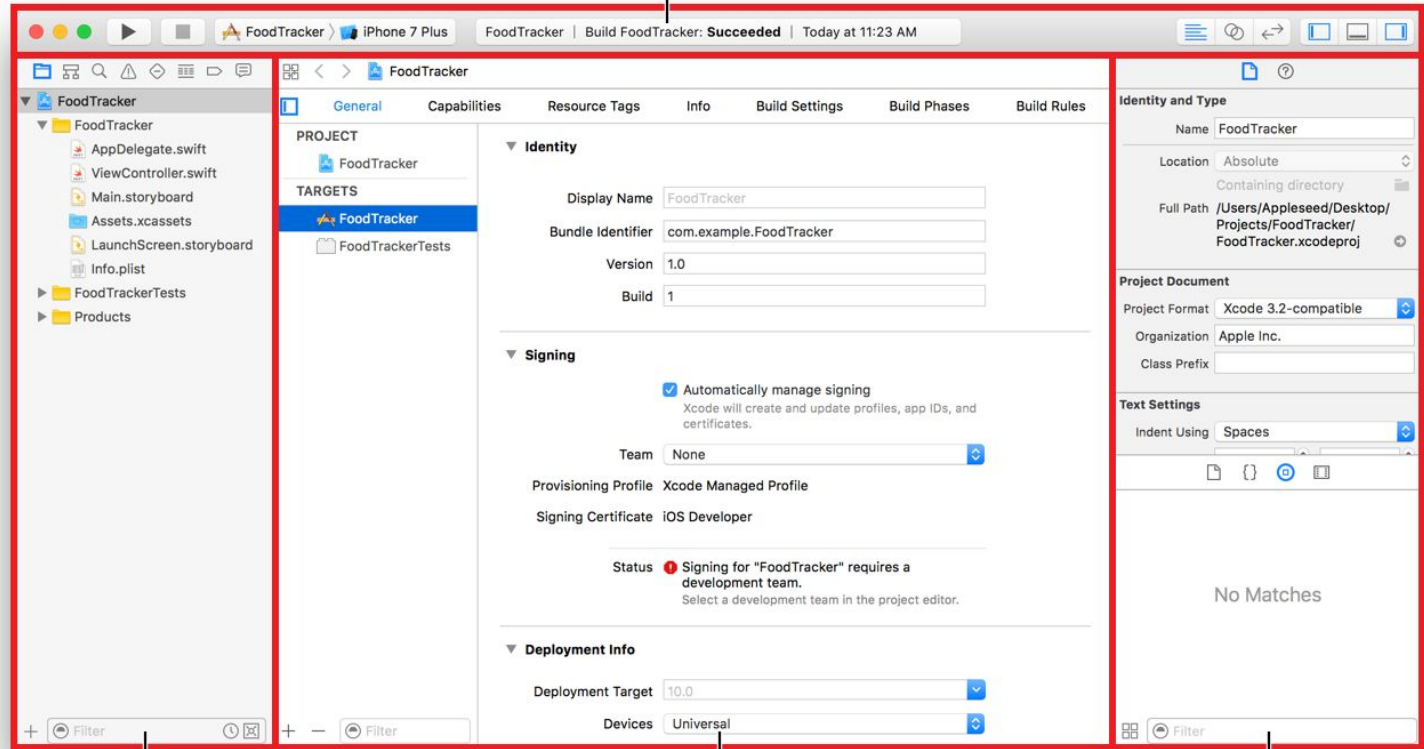 FoodTracker iPhone 7 Plus FoodTracker | Build FoodTracker: Succeeded | Today at 11:23 AM
FoodTracker
FoodTracker
AppDelegate.swift
ViewController.swift
Main.storyboard
Assets.xcassets
LaunchScreen.storyboard
Info.plist
FoodTrackerTests
Products
Filter
FoodTracker
General Capabilities Resource Tags Info Build Settings Build Phases Build Rules
PROJECT
FoodTracker
TARGETS
FoodTracker
FoodTrackerTests
Filter
Identity
Display Name FoodTracker
Bundle Identifier com.example.FoodTracker
Version 1.0
Build 1
Signing
Automatically manage signing
Xcode will create and update profiles, app IDs, and
certificates.
Team None
Provisioning Profile Xcode Managed Profile
Signing Certificate iOS Developer
Status Signing for "FoodTracker" requires a
development team.
Select a development team in the project editor.
Deployment Info
Deployment Target 10.0
Devices Universal
Identity and Type
Name FoodTracker
Location Absolute
Containing directory
Full Path /Users/Appleseed/Desktop/
Projects/FoodTracker/
FoodTracker.xcodeproj
Project Document
Project Format Xcode 3.2-compatible
Organization Apple Inc.
Class Prefix
Text Settings
Indent Using Spaces
No Matches
Filter